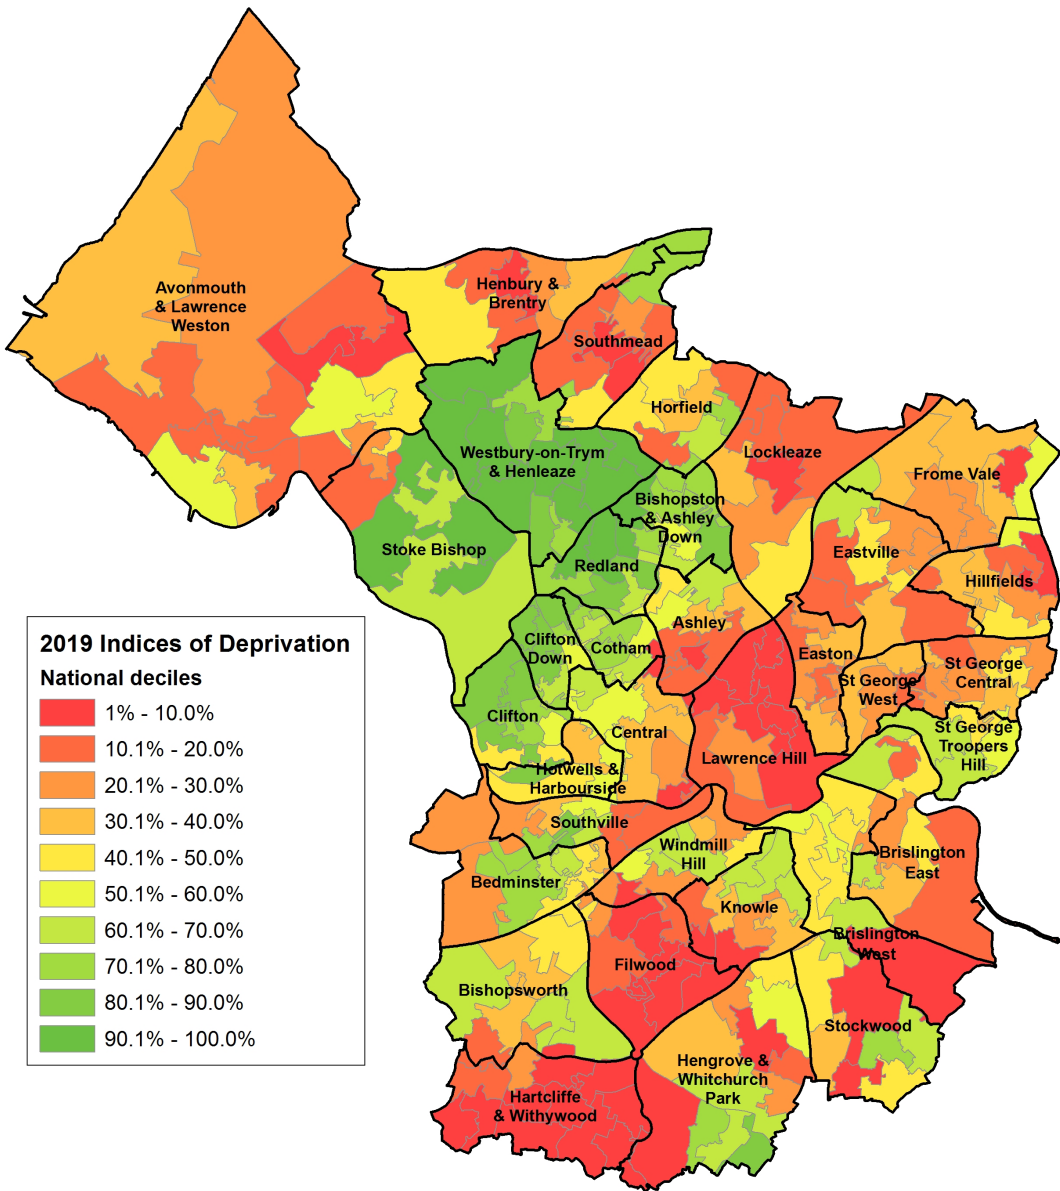 Avonmouth
& Lawrence
Weston
Henbury &
Brentry
Southmead
Horfield
Westbury-on-Trym
& Henleaze
Lockleaze
Frome Vale
Bishopston
& Ashley
Down
Stoke Bishop
Redland
Eastville
Hillfields
Ashley
Clifton
Down
Cotham
Easton
St George
West
St George
Central
Clifton
Central
St George
Troopers
Hill
Lawrence Hill
Hotwells &
Harbourside
Southville
Windmill
Hill
Brislington
East
Bedminster
Knowle
Brislington
West
Filwood
Bishopsworth
Stockwood
Hengrove &
Whitchurch
Park
Hartcliffe
& Withywood
2019 Indices of Deprivation
National deciles
1% - 10.0%
10.1% - 20.0%
20.1% - 30.0%
30.1% - 40.0%
40.1% - 50.0%
50.1% - 60.0%
60.1% - 70.0%
70.1% - 80.0%
80.1% - 90.0%
90.1% - 100.0%